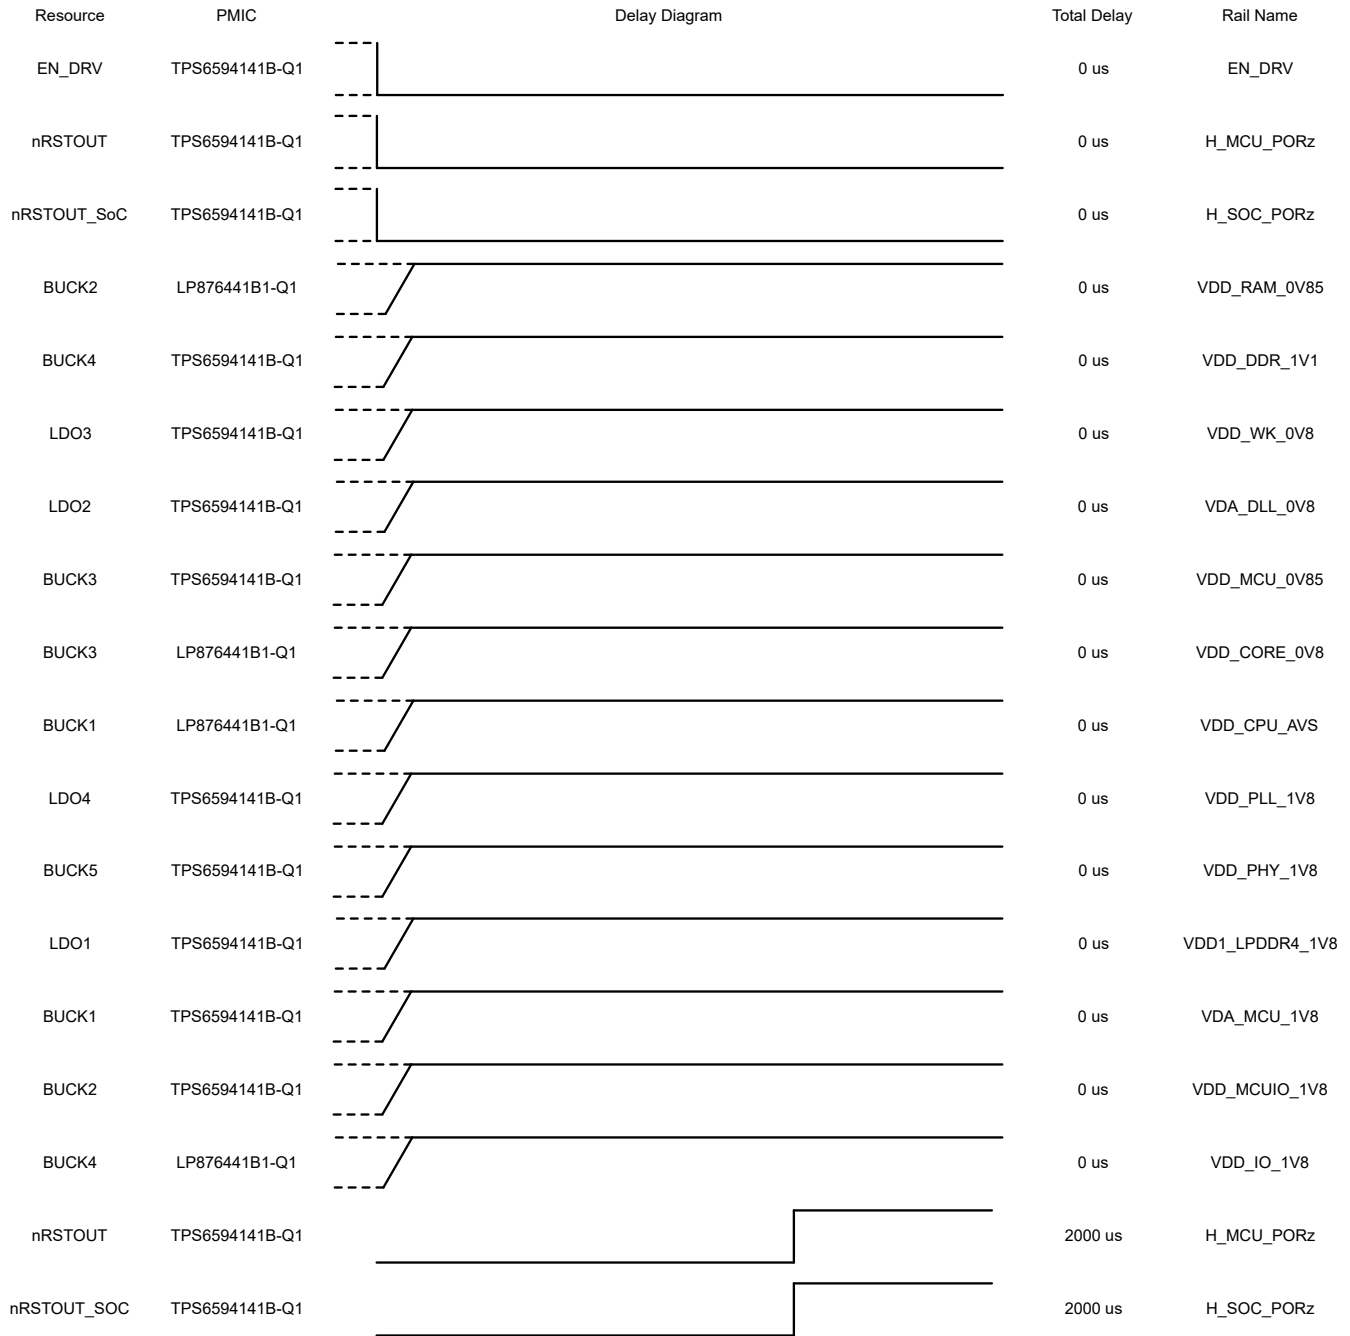 Resource PMIC Delay Diagram Total Delay Rail Name
EN_DRV TPS6594141B-Q1 0 us EN_DRV
nRSTOUT TPS6594141B-Q1 0 us H_MCU_PORz
nRSTOUT_SoC TPS6594141B-Q1 0 us H_SOC_PORz
BUCK2 LP876441B1-Q1 0 us VDD_RAM_0V85
BUCK4 TPS6594141B-Q1 0 us VDD_DDR_1V1
LDO3 TPS6594141B-Q1 0 us VDD_WK_0V8
LDO2 TPS6594141B-Q1 0 us VDA_DLL_0V8
BUCK3 TPS6594141B-Q1 0 us VDD_MCU_0V85
BUCK3 LP876441B1-Q1 0 us VDD_CORE_0V8
BUCK1 LP876441B1-Q1 0 us VDD_CPU_AVS
LDO4 TPS6594141B-Q1 0 us VDD_PLL_1V8
BUCK5 TPS6594141B-Q1 0 us VDD_PHY_1V8
LDO1 TPS6594141B-Q1 0 us VDD1_LPDDR4_1V8
BUCK1 TPS6594141B-Q1 0 us VDA_MCU_1V8
BUCK2 TPS6594141B-Q1 0 us VDD_MCUIO_1V8
BUCK4 LP876441B1-Q1 0 us VDD_IO_1V8
nRSTOUT TPS6594141B-Q1 2000 us H_MCU_PORz
nRSTOUT_SOC TPS6594141B-Q1 2000 us H_SOC_PORz